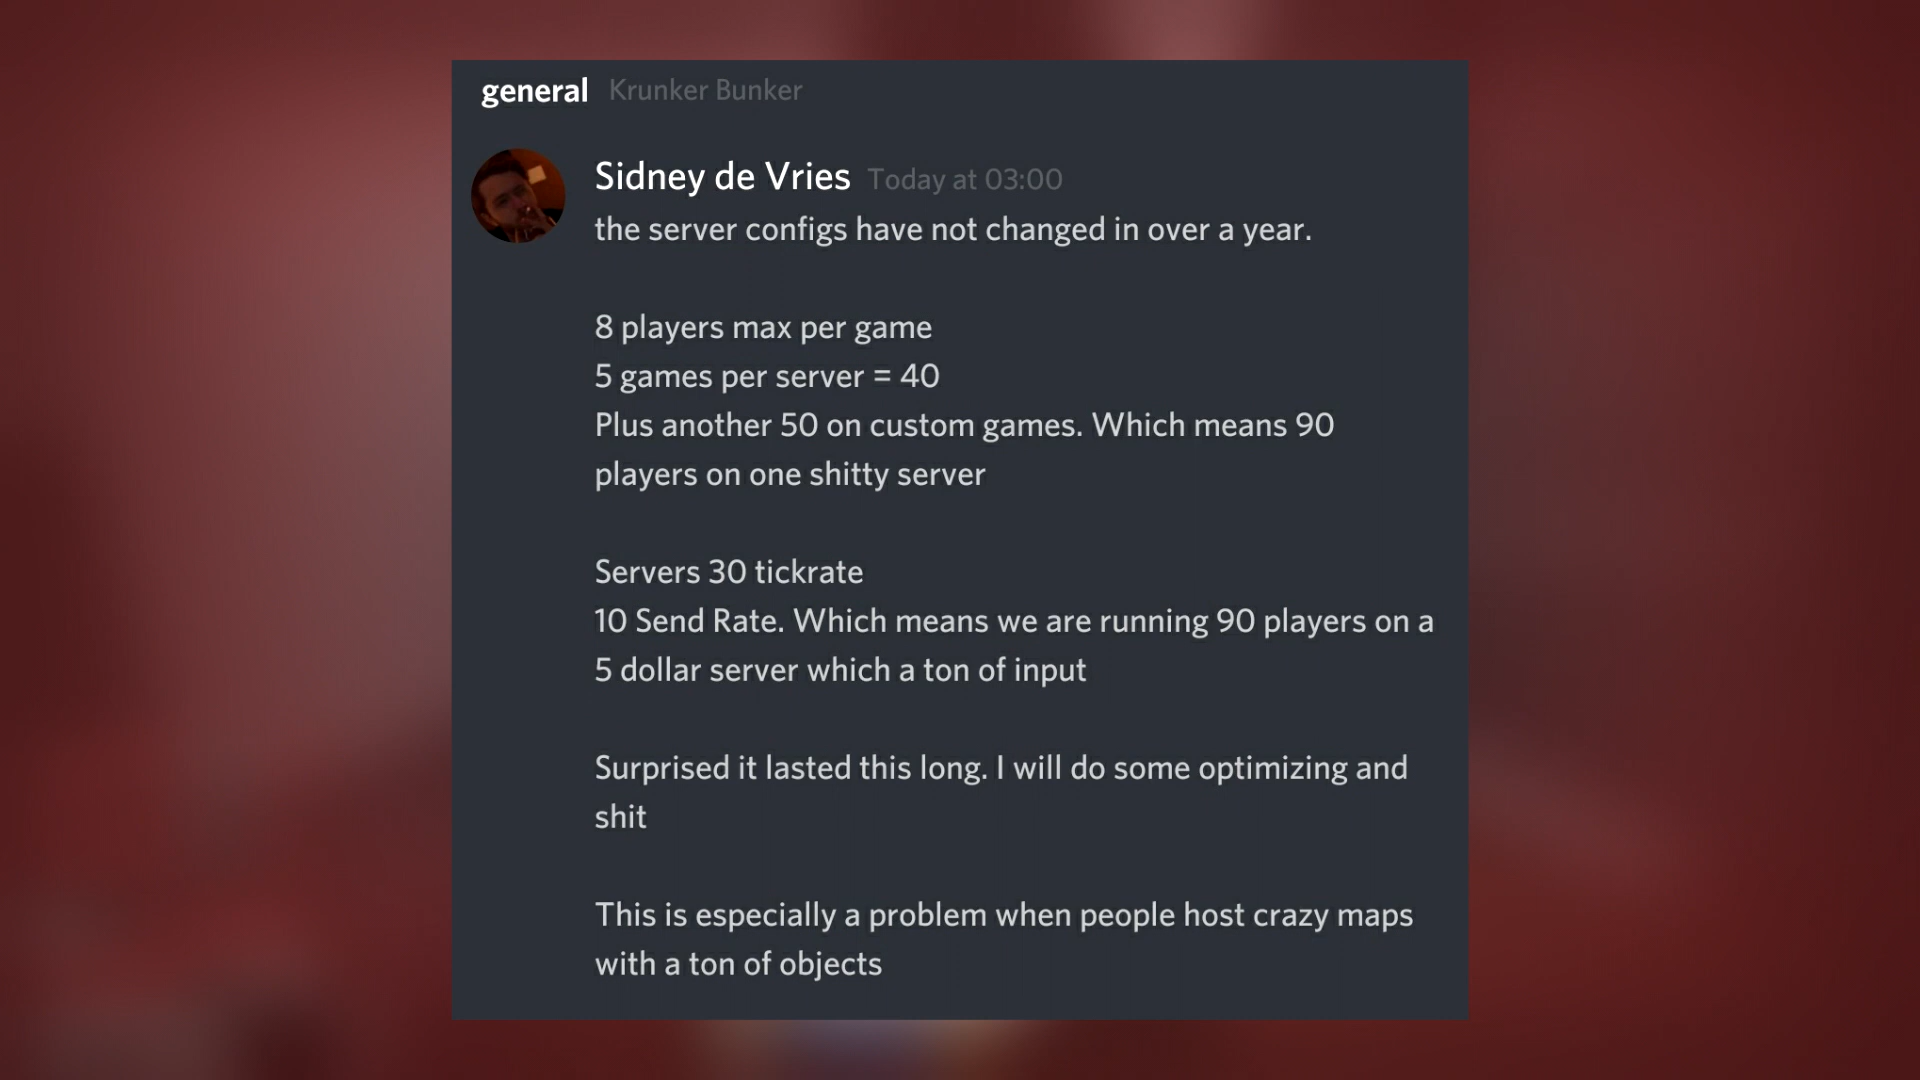 general Krunker Bunker
Sidney de Vries Today at 03:00
the server configs have not changed in over a year.
8 players max per game
5 games per server = 40
Plus another 50 on custom games. Which means 90
players on one shitty server
Servers 30 tickrate
10 Send Rate. Which means we are running 90 players on a
5 dollar server which a ton of input
Surprised it lasted this long. I will do some optimizing and
shit
This is especially a problem when people host crazy maps
with a ton of objects